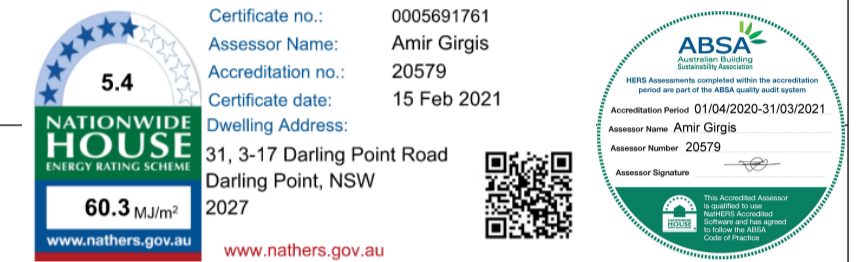 5.4
NATIONWIDE
HOUSE
ENERGY RATING SCHEME
60.3 MJ/m²
www.nathers.gov.au
Certificate no.: 0005691761
Assessor Name: Amir Girgis
Accreditation no.: 20579
Certificate date: 15 Feb 2021
Dwelling Address:
31, 3-17 Darling Point Road
Darling Point, NSW
2027
www.nathers.gov.au
ABSA
Australian Building
Sustainability Association
HERS Assessments completed within the accreditation
period are part of the ABSA quality audit system
Accreditation Period 01/04/2020-31/03/2021
Assessor Name Amir Girgis
Assessor Number 20579
Assessor Signature
NATIONWIDE
HOUSE
This Accredited Assessor
is qualified to use
NatHERS Accredited
Software and has agreed
to follow the ABSA
Code of Practice